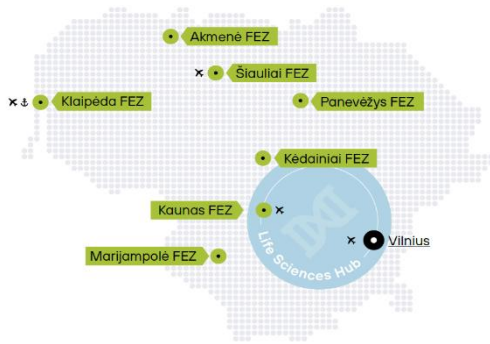 Akmenė FEZ
Šiauliai FEZ
Klaipėda FEZ
Panevėžys FEZ
Kėdainiai FEZ
Kaunas FEZ
Vilnius
Marijampolė FEZ
Life Sciences Hub